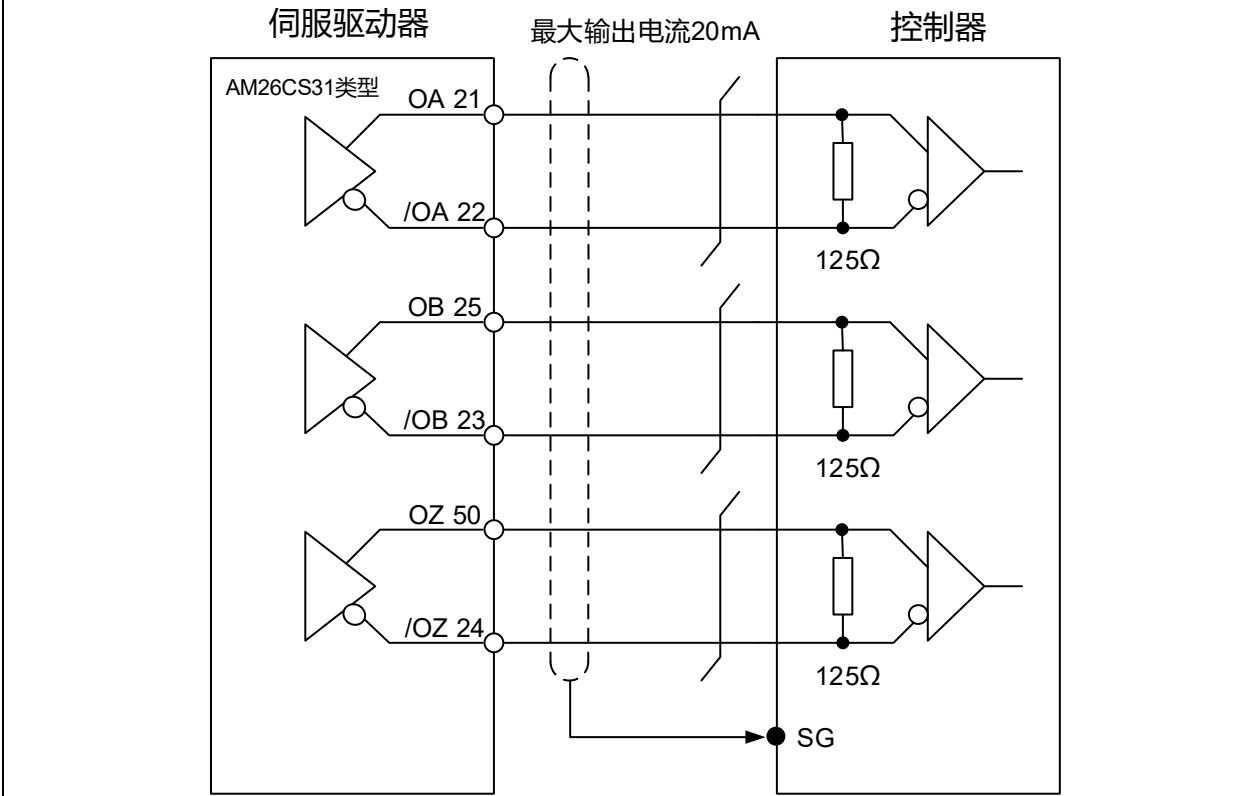 伺服驱动器
最大输出电流20mA
控制器
AM26CS31类型
OA 21
/OA 22
125Ω
OB 25
/OB 23
125Ω
OZ 50
/OZ 24
125Ω
SG